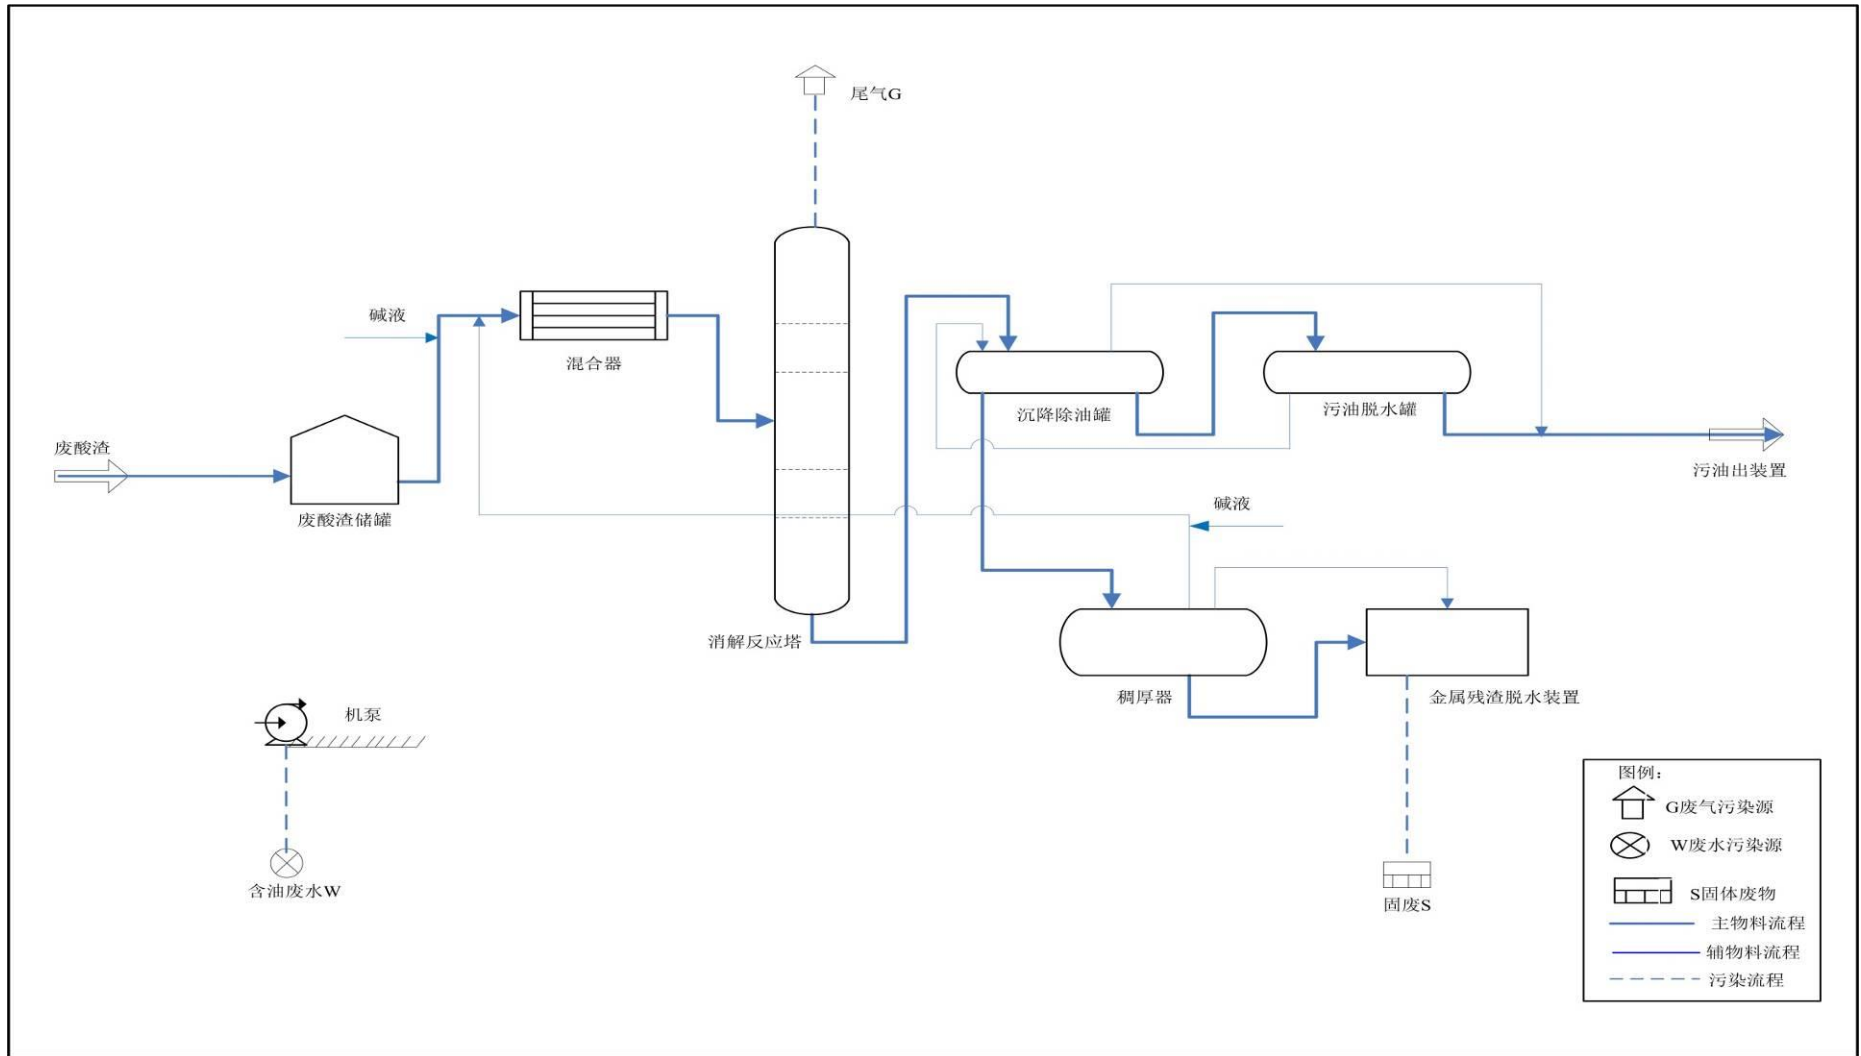 尾气G
碱液
混合器
沉降除油罐
污油脱水罐
废酸渣
污油出装置
废酸渣储罐
碱液
消解反应塔
稠厚器
金属残渣脱水装置
机泵
含油废水W
固废S
图例：
G废气污染源
W废水污染源
S固体废物
主物料流程
辅物料流程
污染流程